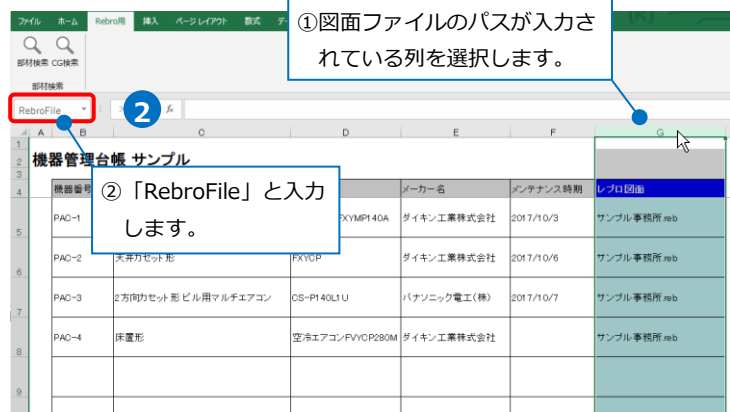 ファイル ホーム Rebro用 挿入 ページレイアウト 数式
①図面ファイルのパスが入力さ
れている列を選択します。
部材検索 CG検索
部材検索
RebroFile
2
fx
A B C D E F G
1
2 機器管理台帳 サンプル
3
②「RebroFile」と入力
します。
4 機器番号 メーカー名 メンテナンス時期 レブロ図面
5 PAC-1 FXYMP140A ダイキン工業株式会社 2017/10/3 サンプル事務所.reb
6 PAC-2 天井カセット形 FXYCP ダイキン工業株式会社 2017/10/6 サンプル事務所.reb
7 PAC-3 2方向カセット形ビル用マルチエアコン CS-P140L1U パナソニック電工(株) 2017/10/7 サンプル事務所.reb
8 PAC-4 床置形 空冷エアコンFVYCP280M ダイキン工業株式会社 サンプル事務所.reb
9